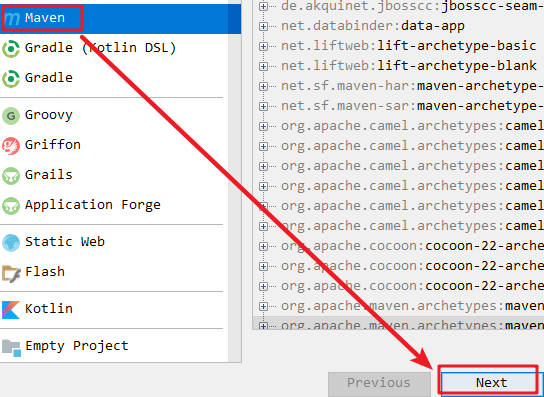 Maven
Gradle (Kotlin DSL)
Gradle
Groovy
Griffon
Grails
Application Forge
Static Web
Flash
Kotlin
Empty Project
de.akquinet.jbosscc:jbosscc-seam-
net.databinder:data-app
net.liftweb:lift-archetype-basic
net.liftweb:lift-archetype-blank
net.sf.maven-har:maven-archetype-
net.sf.maven-sar:maven-archetype-
org.apache.camel.archetypes:camel
org.apache.camel.archetypes:camel
org.apache.camel.archetypes:camel
org.apache.camel.archetypes:camel
org.apache.camel.archetypes:camel
org.apache.camel.archetypes:camel
org.apache.cocoon:cocoon-22-arche
org.apache.cocoon:cocoon-22-arche
org.apache.cocoon:cocoon-22-arche
org.apache.maven.archetypes:maven
org.apache.maven.archetypes:maven
Previous
Next